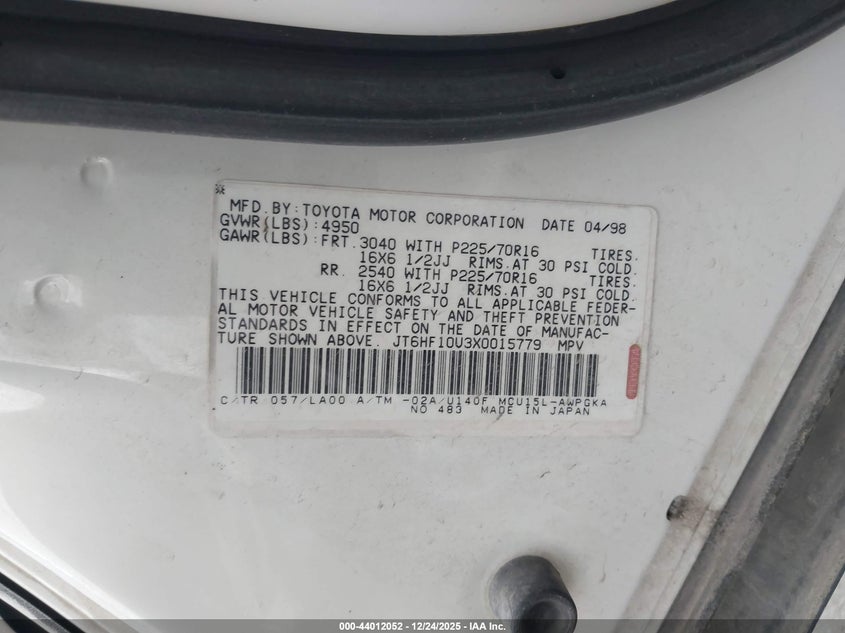 MFD. BY: TOYOTA MOTOR CORPORATION DATE 04/98
GVWR(LBS):4950
GAWR(LBS):FRT. 3040 WITH P225/70R16 TIRES.
16X6 1/2JJ RIMS.AT 30 PSI COLD.
RR. 2540 WITH P225/70R16 TIRES.
16X6 1/2JJ RIMS.AT 30 PSI COLD.
THIS VEHICLE CONFORMS TO ALL APPLICABLE FEDER-
AL MOTOR VEHICLE SAFETY AND THEFT PREVENTION
STANDARDS IN EFFECT ON THE DATE OF MANUFAC-
TURE SHOWN ABOVE. JT6HF10U3X0015779 MPV
TOYOTA
C/TR 057/LA00 A/TM -02A/U140F MCU15L-AWPGKA
NO 483 MADE IN JAPAN
000-44012052 - 12/24/2025 - IAA Inc.